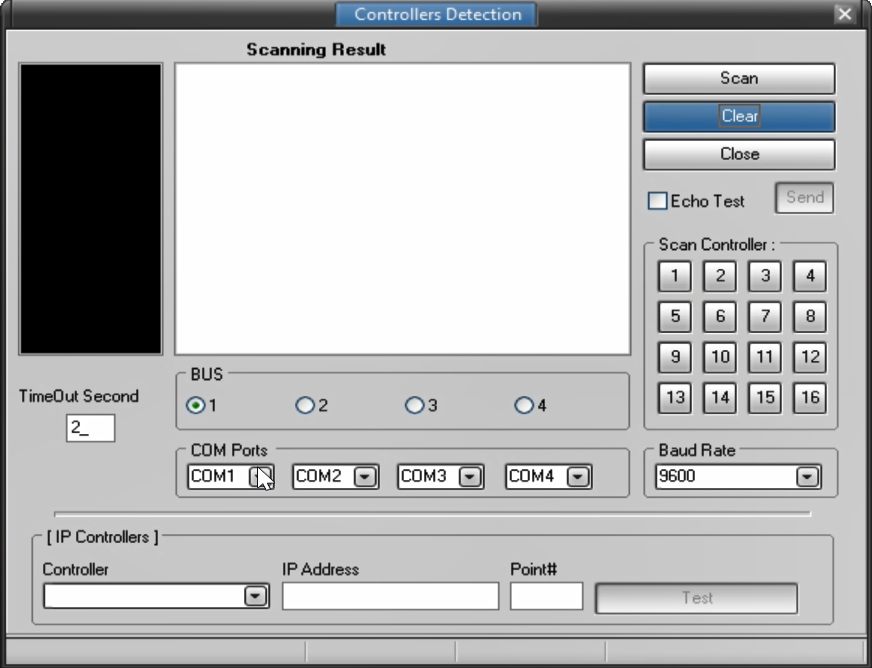 Controllers Detection
Scanning Result
Scan
Clear
Close
Echo Test Send
Scan Controller :
1 2 3 4
5 6 7 8
9 10 11 12
13 14 15 16
BUS
1 2 3 4
TimeOut Second
2_
COM Ports
COM1 COM2 COM3 COM4
Baud Rate
9600
[ IP Controllers ]
Controller IP Address Point#
Test